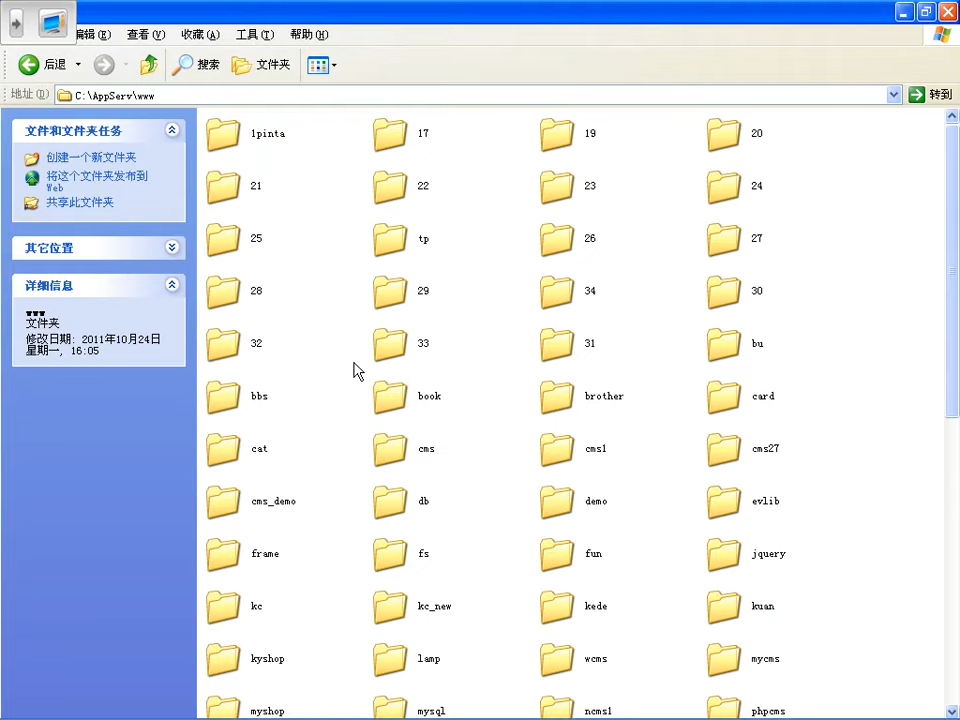 编辑(E) 查看(V) 收藏(A) 工具(T) 帮助(H)
后退 搜索 文件夹
地址(D) C:\AppServ\www 转到
文件和文件夹任务
创建一个新文件夹
将这个文件夹发布到
Web
共享此文件夹
其它位置
详细信息
www
文件夹
修改日期: 2011年10月24日
星期一, 16:05
1pinta 17 19 20
21 22 23 24
25 tp 26 27
28 29 34 30
32 33 31 bu
bbs book brother card
cat cms cms1 cms27
cms_demo db demo evlib
frame fs fun jquery
kc kc_new kede kuan
kyshop lamp wcms mycms
myshop mysql ncms1 phpcms